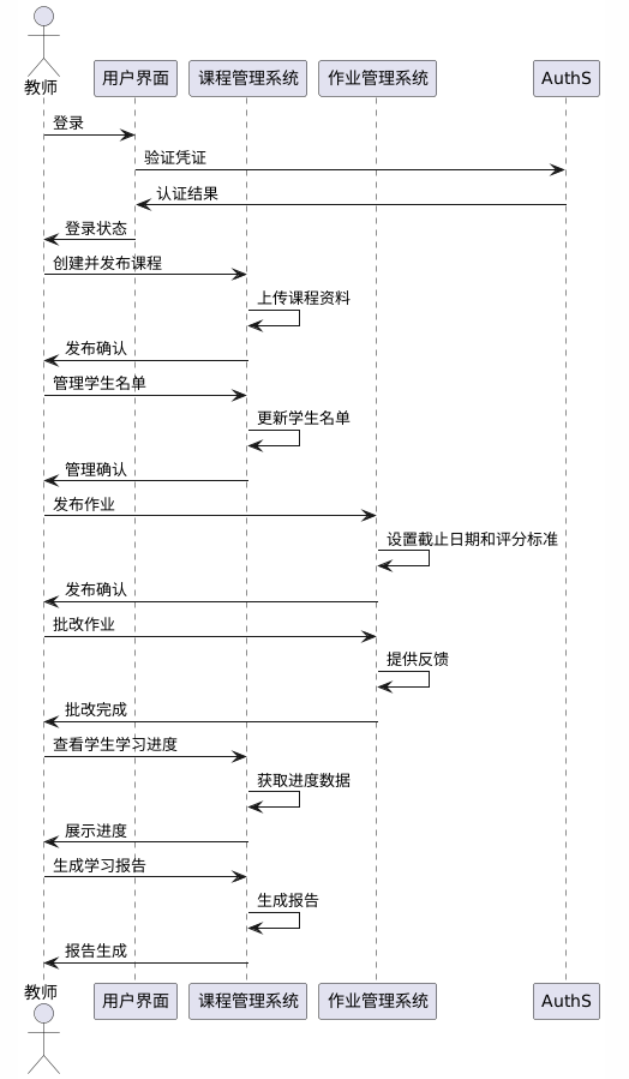 教师
用户界面
课程管理系统
作业管理系统
AuthS
登录
验证凭证
认证结果
登录状态
创建并发布课程
上传课程资料
发布确认
管理学生名单
更新学生名单
管理确认
发布作业
设置截止日期和评分标准
发布确认
批改作业
提供反馈
批改完成
查看学生学习进度
获取进度数据
展示进度
生成学习报告
生成报告
报告生成
教师
用户界面
课程管理系统
作业管理系统
AuthS